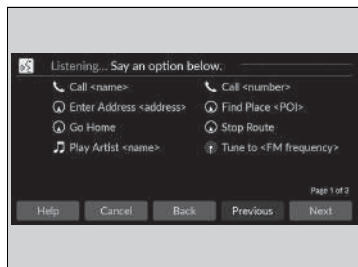 Listening... Say an option below.
Call <name> Call <number>
Enter Address <address> Find Place <POI>
Go Home Stop Route
Play Artist <name> Tune to <FM frequency>
Page 1 of 3
Help Cancel Back Previous Next